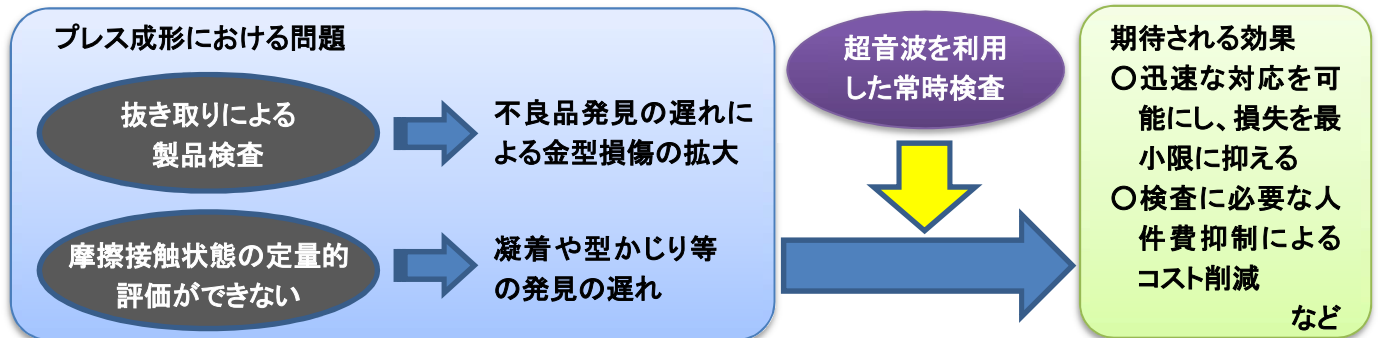 プレス成形における問題
抜き取りによる
製品検査
不良品発見の遅れに
よる金型損傷の拡大
摩擦接触状態の定量的
評価ができない
凝着や型かじり等
の発見の遅れ
超音波を利用
した常時検査
期待される効果
○迅速な対応を可
能にし、損失を最
小限に抑える
○検査に必要な人
件費抑制による
コスト削減
など